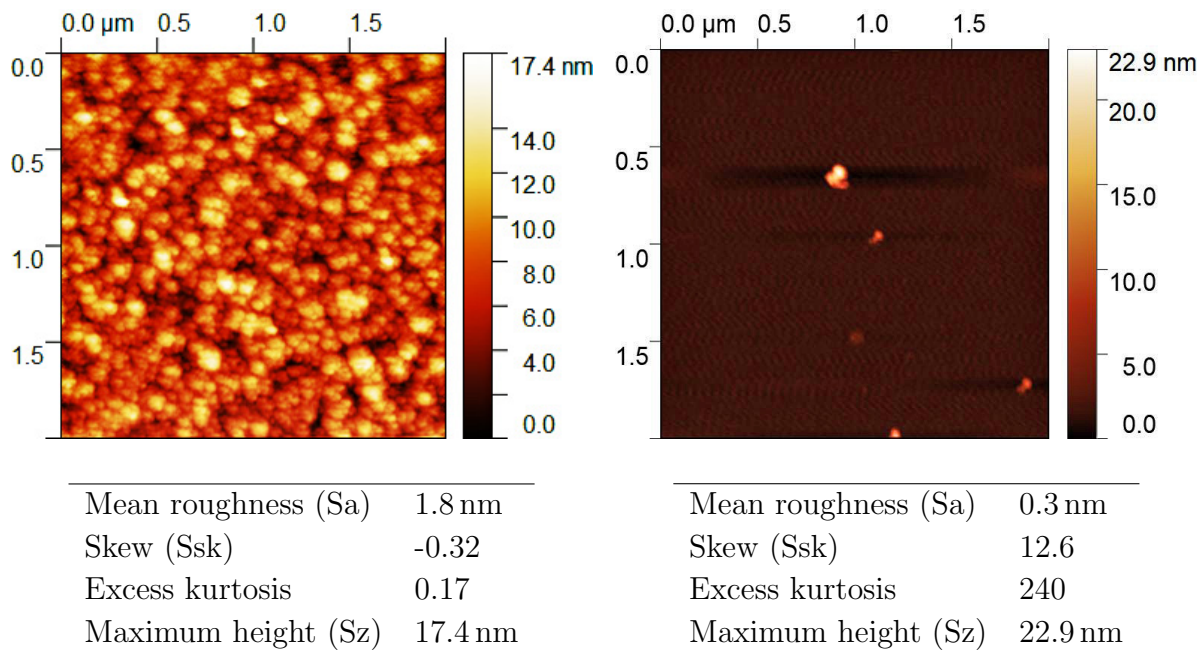 0.0 µm 0.5 1.0 1.5
0.0
0.5
1.0
1.5
17.4 nm
14.0
12.0
10.0
8.0
6.0
4.0
0.0
0.0 µm 0.5 1.0 1.5
0.0
0.5
1.0
1.5
22.9 nm
20.0
15.0
10.0
5.0
0.0
Mean roughness (Sa) 1.8 nm
Skew (Ssk) -0.32
Excess kurtosis 0.17
Maximum height (Sz) 17.4 nm
Mean roughness (Sa) 0.3 nm
Skew (Ssk) 12.6
Excess kurtosis 240
Maximum height (Sz) 22.9 nm